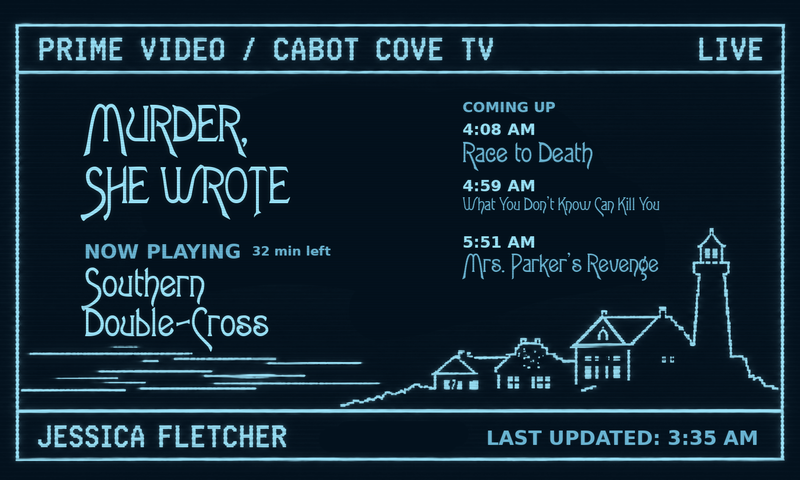 PRIME VIDEO / CABOT COVE TV
LIVE
MURDER,
SHE WROTE
NOW PLAYING 32 min left
Southern
Double-Cross
COMING UP
4:08 AM
Race to Death
4:59 AM
What You Don't Know Can Kill You
5:51 AM
Mrs. Parker's Revenge
JESSICA FLETCHER
LAST UPDATED: 3:35 AM